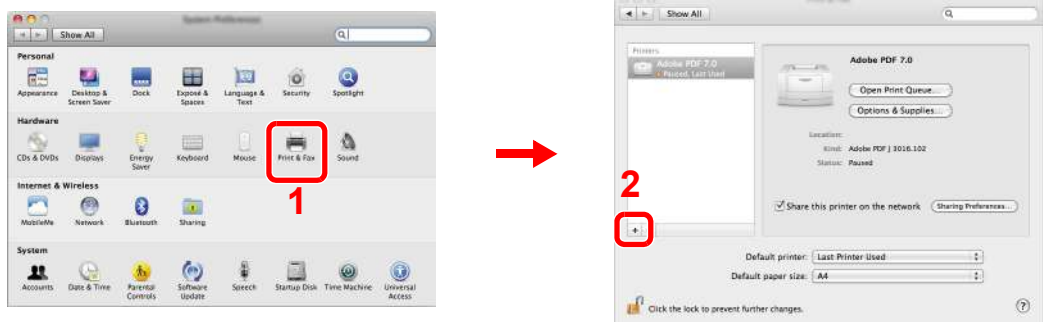 System Preferences
Show All
Personal
Appearance
Desktop & Screen Saver
Dock
Exposé & Spaces
Language & Text
Security
Spotlight
Hardware
CDs & DVDs
Displays
Energy Saver
Keyboard
Mouse
Print & Fax
Sound
1
Internet & Wireless
MobileMe
Network
Bluetooth
Sharing
System
Accounts
Date & Time
Parental Controls
Software Update
Speech
Startup Disk
Time Machine
Universal Access
Show All
Printers
Adobe PDF 7.0
Paused, Last Used
Adobe PDF 7.0
Open Print Queue...
Options & Supplies...
Location:
Kind: Adobe PDF J 3016.102
Status: Paused
2
Share this printer on the network
Sharing Preferences...
+
Default printer: Last Printer Used
Default paper size: A4
Click the lock to prevent further changes.
?